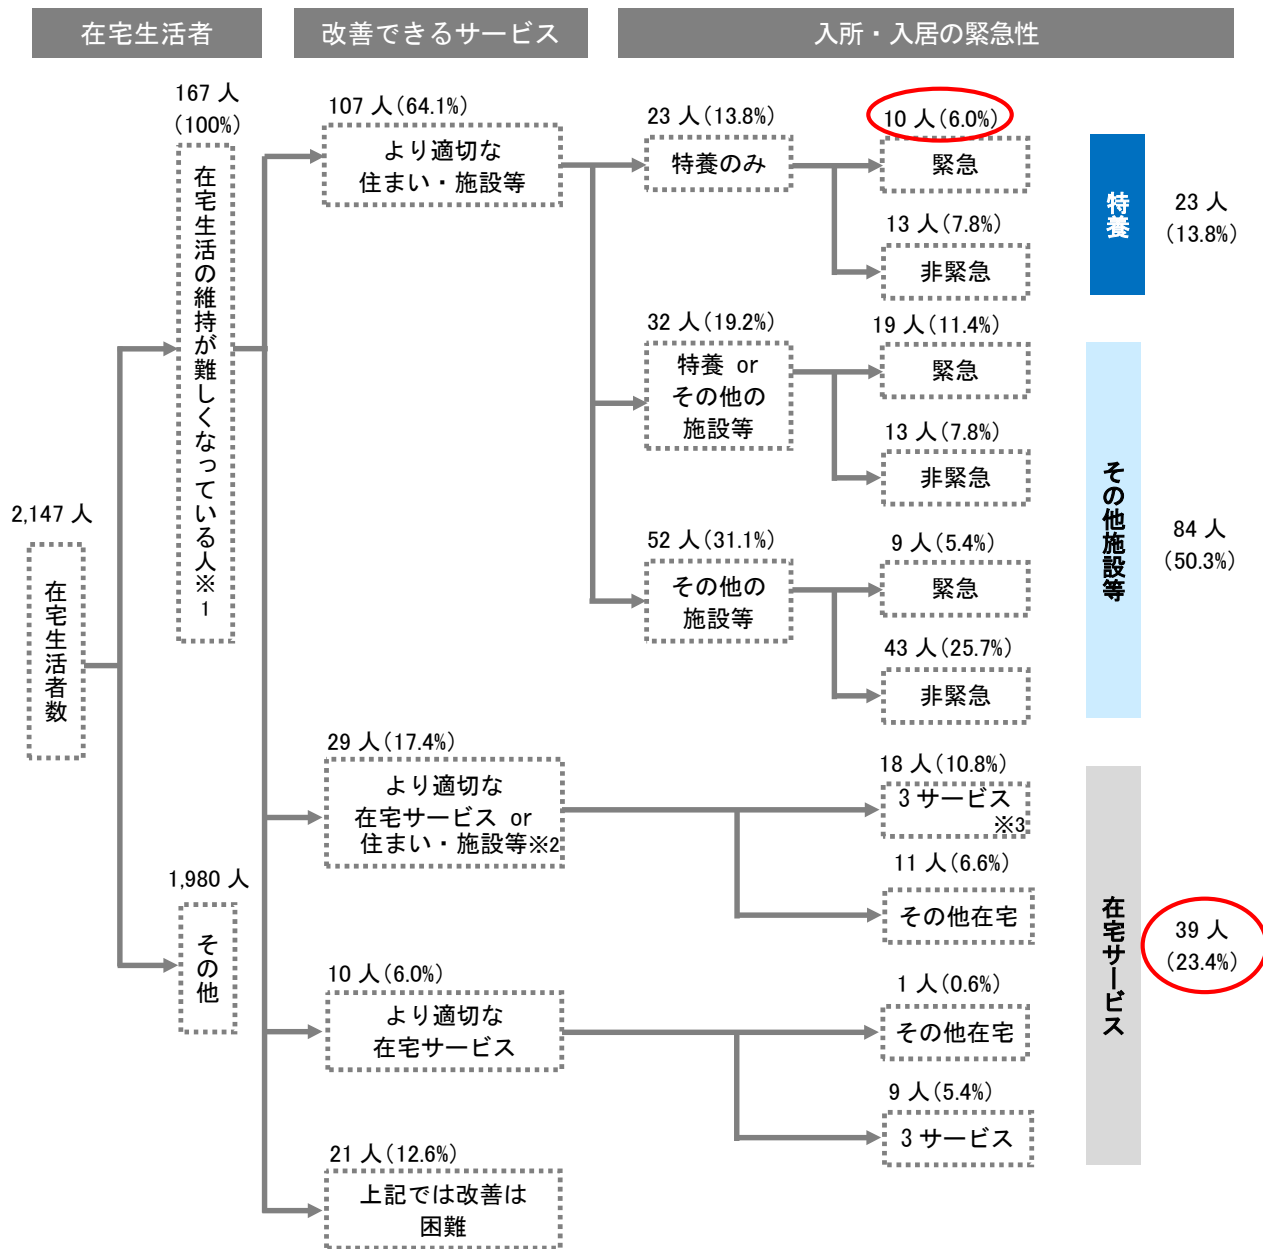 在宅生活者
改善できるサービス
入所・入居の緊急性
2,147 人
在宅生活者数
167 人
(100%)
在宅生活の維持が難しくなっている人※1
1,980 人
その他
107 人(64.1%)
より適切な
住まい・施設等
29 人(17.4%)
より適切な
在宅サービス or
住まい・施設等※2
10 人(6.0%)
より適切な
在宅サービス
21 人(12.6%)
上記では改善は
困難
23 人(13.8%)
特養のみ
32 人(19.2%)
特養 or
その他の
施設等
52 人(31.1%)
その他の
施設等
10 人(6.0%)
緊急
13 人(7.8%)
非緊急
19 人(11.4%)
緊急
13 人(7.8%)
非緊急
9 人(5.4%)
緊急
43 人(25.7%)
非緊急
18 人(10.8%)
3 サービス
※3
11 人(6.6%)
その他在宅
1 人(0.6%)
その他在宅
9 人(5.4%)
3 サービス
特養
23 人
(13.8%)
その他施設等
84 人
(50.3%)
在宅サービス
39 人
(23.4%)